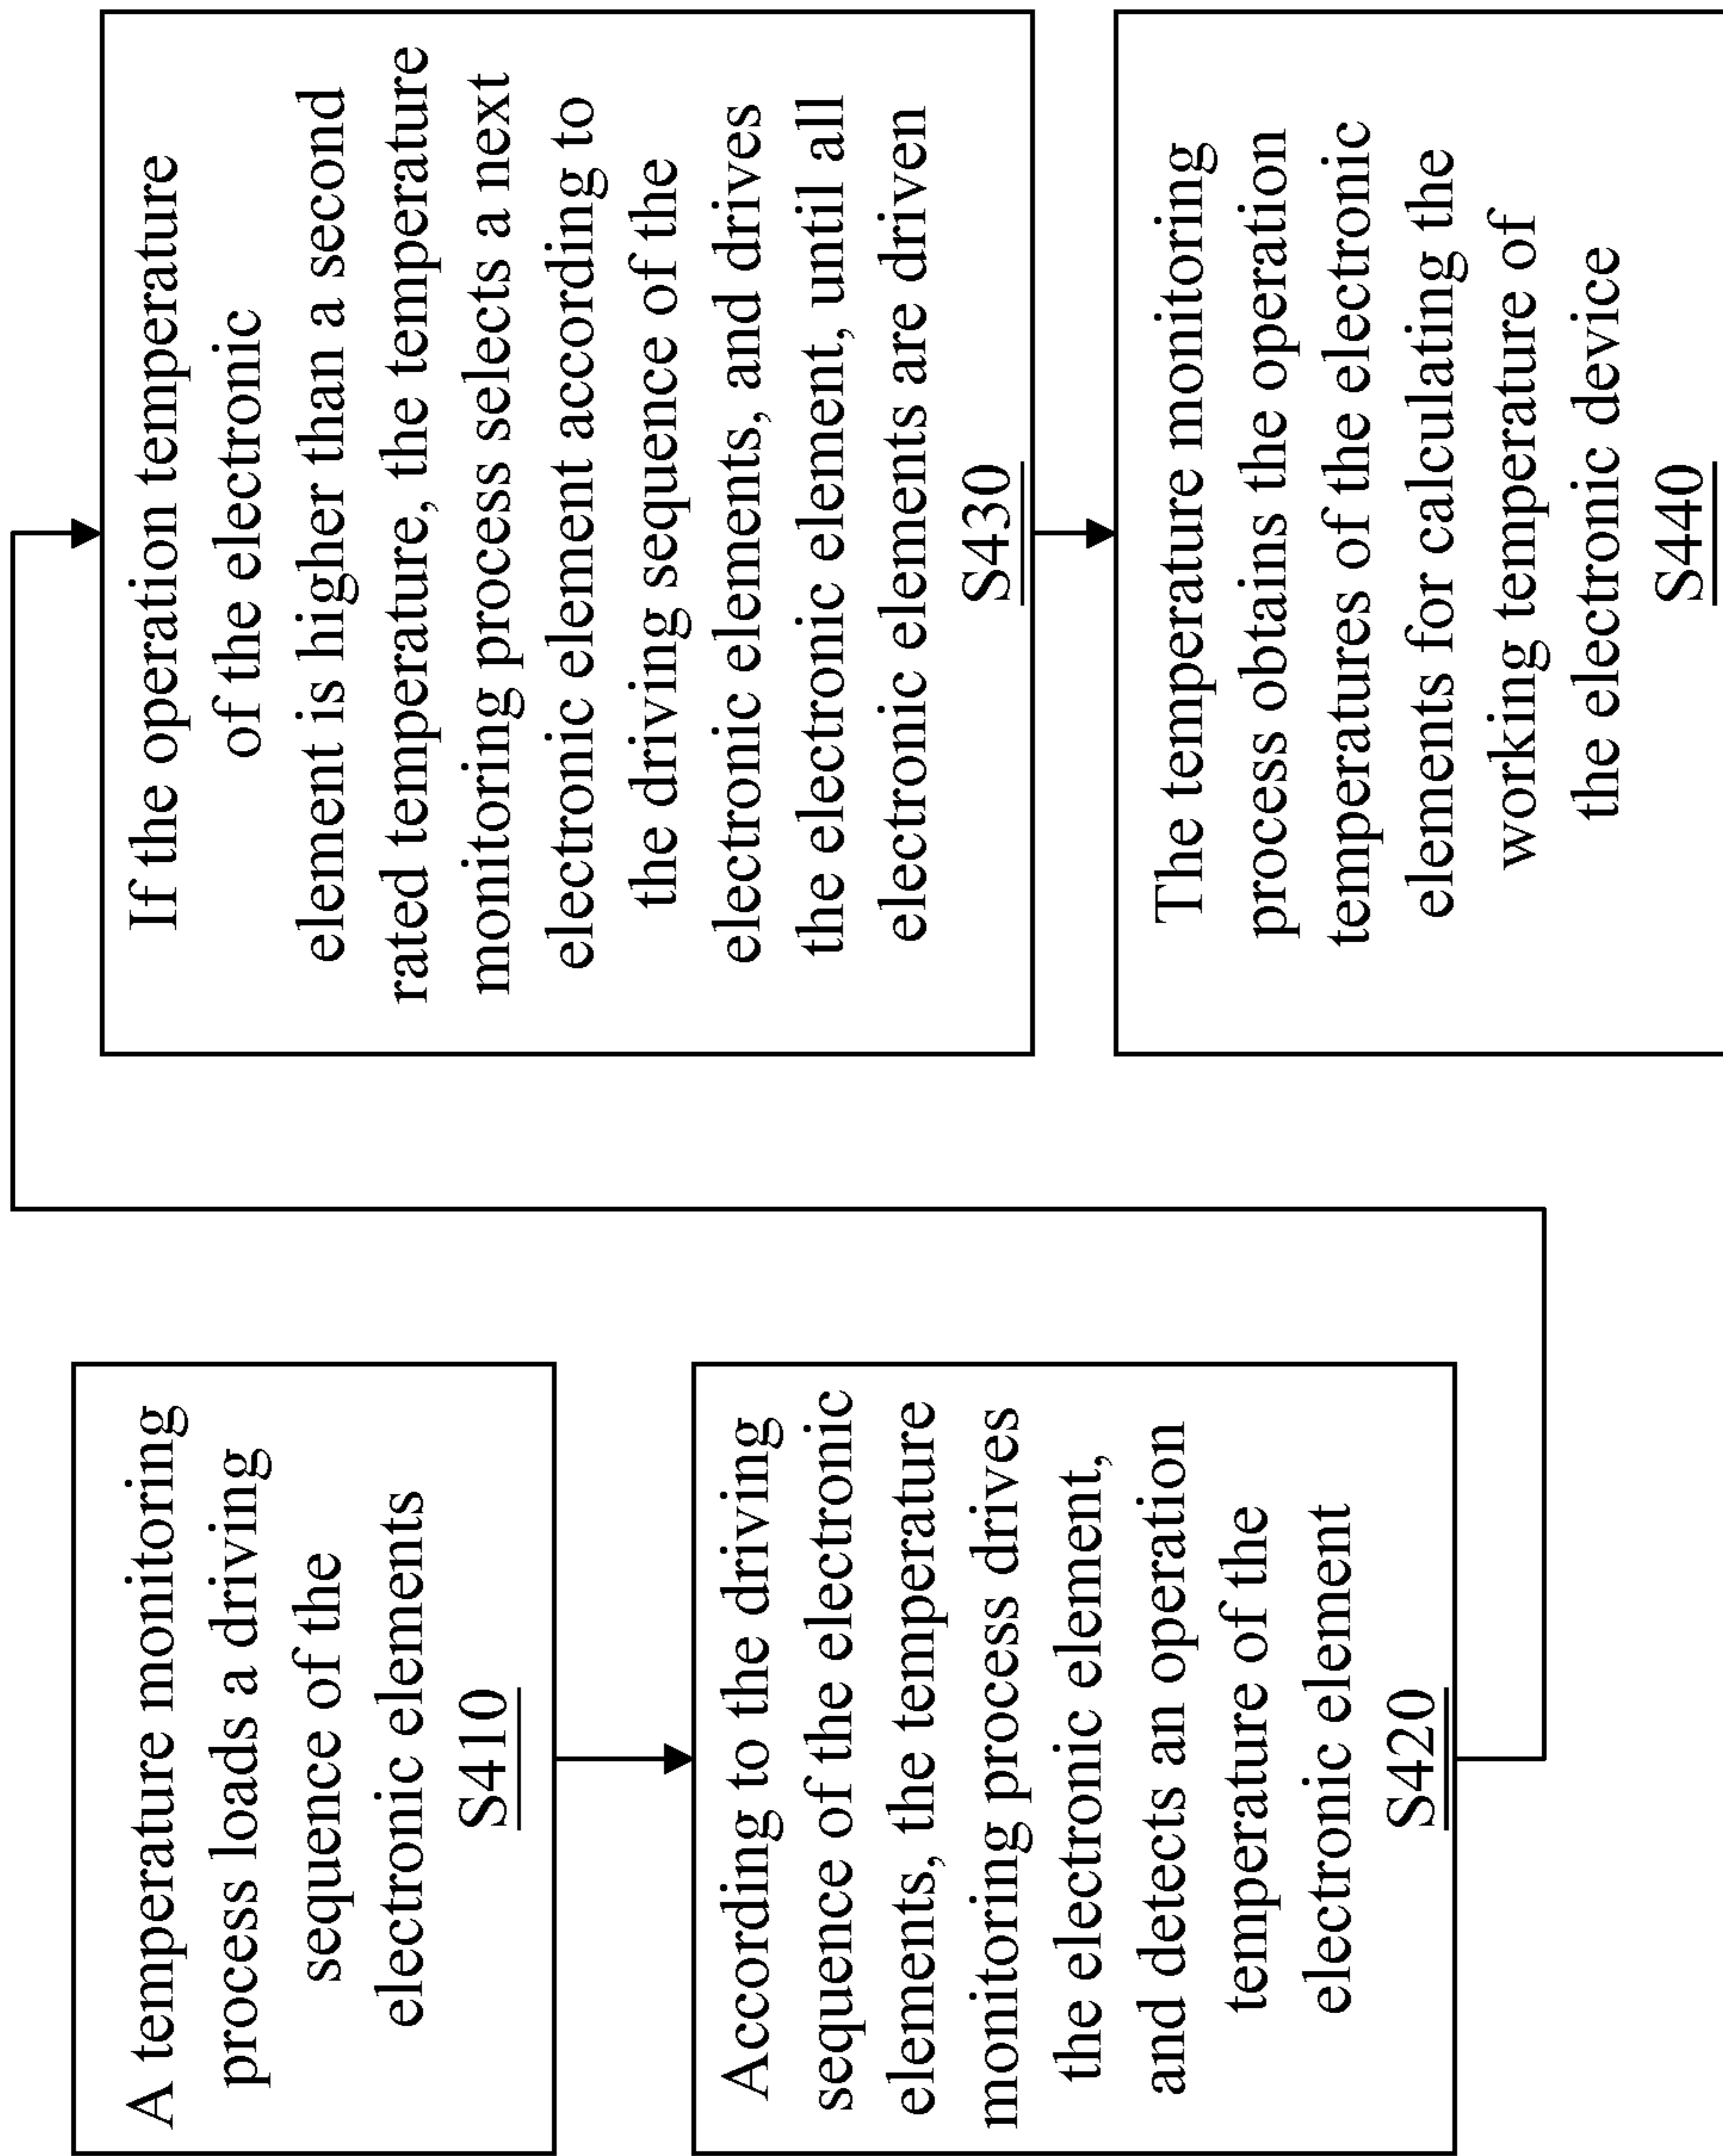 A temperature monitoring
process loads a driving
sequence of the
electronic elements
S410
According to the driving
sequence of the electronic
elements, the temperature
monitoring process drives
the electronic element,
and detects an operation
temperature of the
electronic element
S420
If the operation temperature
of the electronic
element is higher than a second
rated temperature, the temperature
monitoring process selects a next
electronic element according to
the driving sequence of the
electronic elements, and drives
the electronic element, until all
electronic elements are driven
S430
The temperature monitoring
process obtains the operation
temperatures of the electronic
elements for calculating the
working temperature of
the electronic device
S440